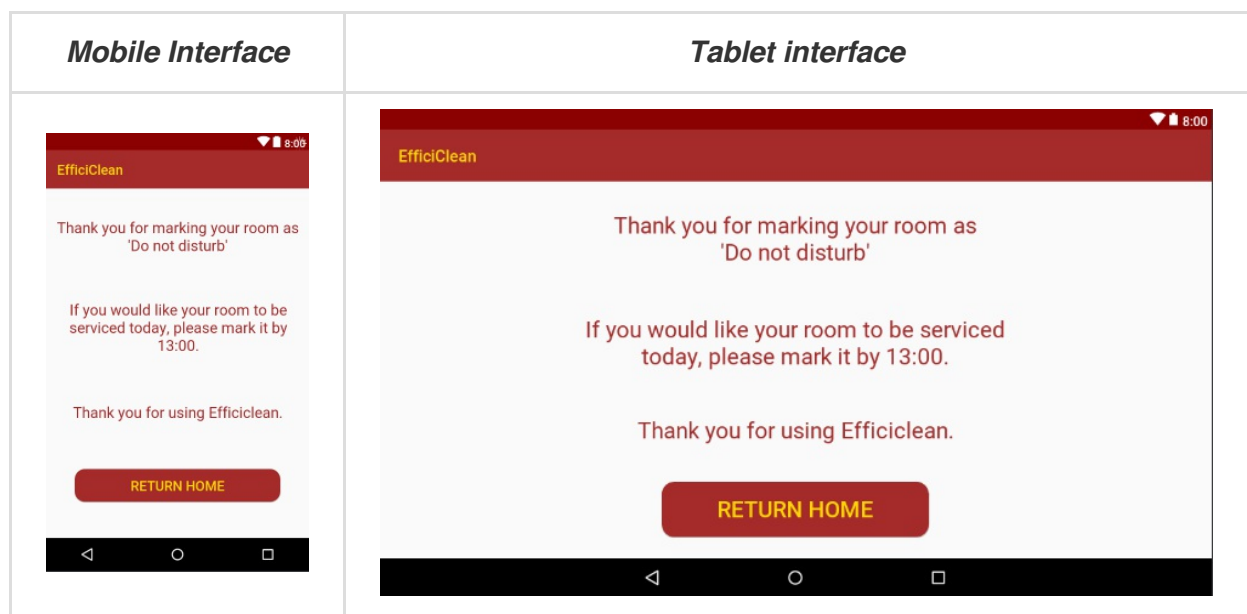 Mobile Interface
Tablet interface
8:00
EfficiClean
Thank you for marking your room as
'Do not disturb'
If you would like your room to be
serviced today, please mark it by
13:00.
Thank you for using Efficiclean.
RETURN HOME
8:00
EfficiClean
Thank you for marking your room as
'Do not disturb'
If you would like your room to be serviced
today, please mark it by 13:00.
Thank you for using Efficiclean.
RETURN HOME